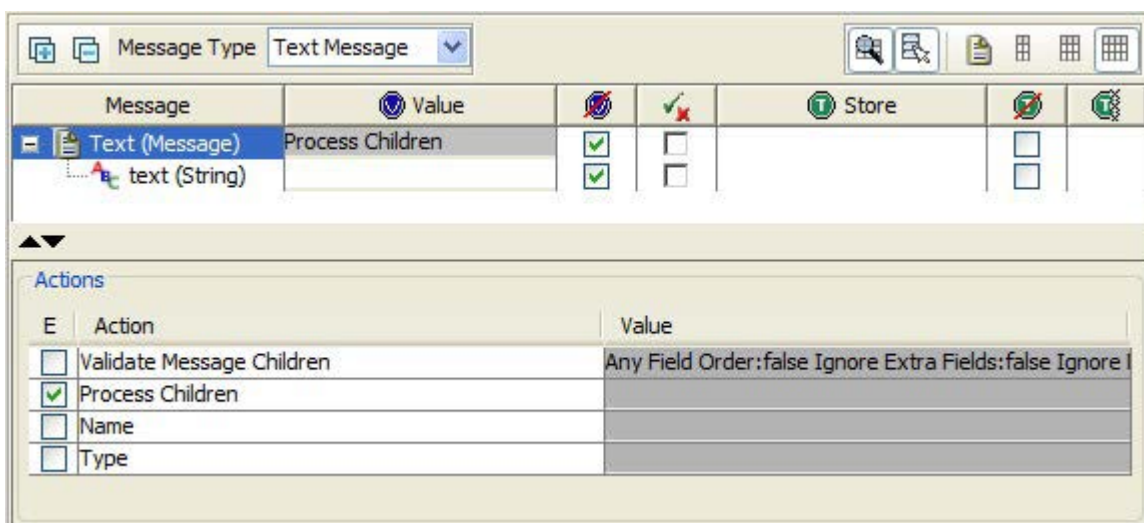 Message Type Text Message
Message Value Store
Text (Message) Process Children
text (String)
Actions
E Action Value
Validate Message Children Any Field Order:false Ignore Extra Fields:false Ignore
Process Children
Name
Type